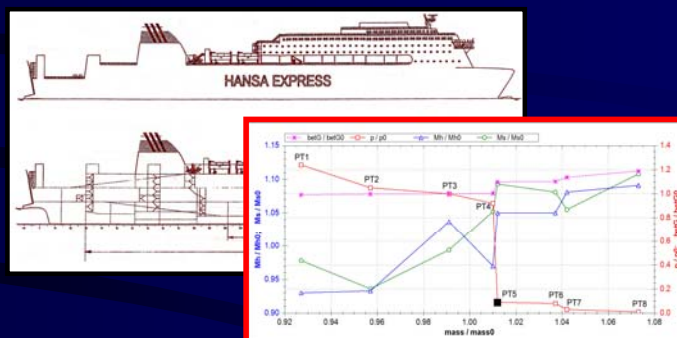 HANSA EXPRESS
betG / betG0 p / p0 Mh / Mh0 Ms / Ms0
Mh / Mh0; Ms / Ms0
1.15
1.10
1.05
1.00
0.95
0.90
PT1
PT2
PT3
PT4
PT5
PT6
PT7
PT8
1.4
1.2
1.0
0.8
0.6
0.4
0.2
0.0
0.92 0.94 0.96 0.98 1.00 1.02 1.04 1.06 1.08
mass / mass0